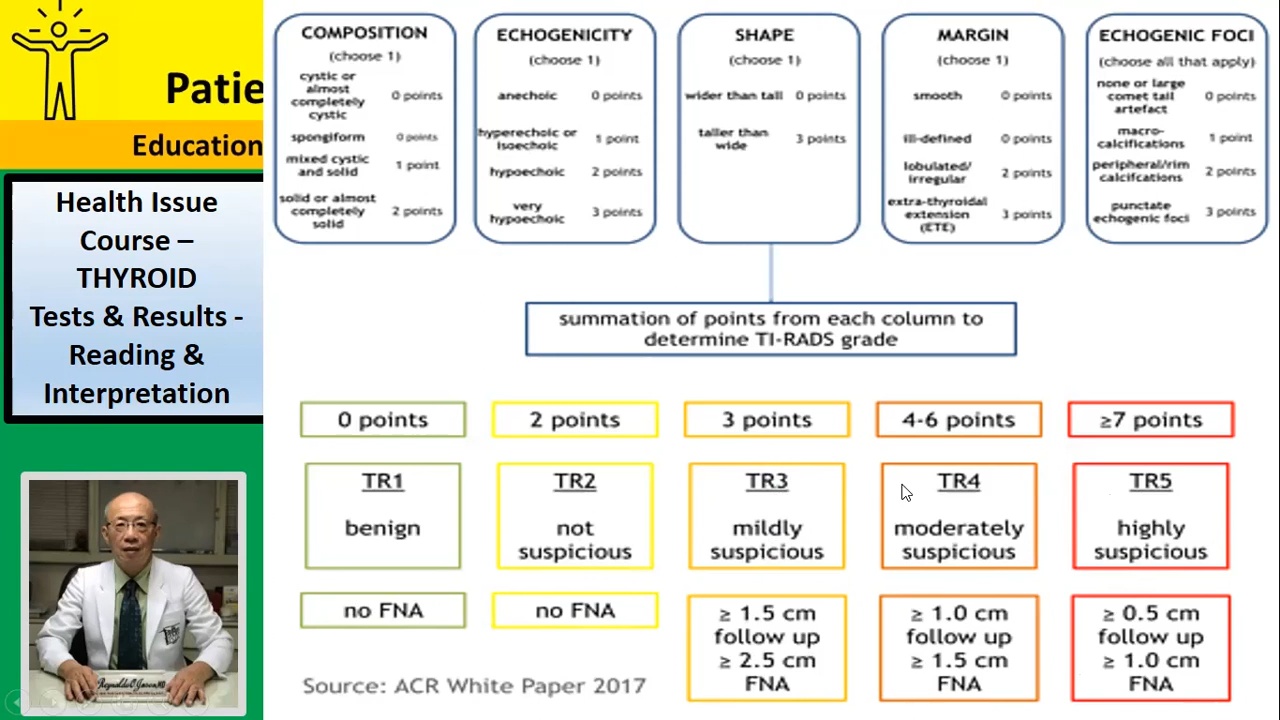 Patie
Education
Health Issue
Course –
THYROID
Tests & Results -
Reading &
Interpretation
COMPOSITION
(choose 1)
cystic or
almost
completely
cystic
0 points
spongiform
0 points
mixed cystic
and solid
1 point
solid or almost
completely
solid
2 points
ECHOGENICITY
(choose 1)
anechoic
0 points
hyperechoic or
isoechoic
1 point
hypoechoic
2 points
very
hypoechoic
3 points
SHAPE
(choose 1)
wider than tall
0 points
taller than
wide
3 points
MARGIN
(choose 1)
smooth
0 points
ill-defined
0 points
lobulated/
irregular
2 points
extra-thyroidal
extension
(ETE)
3 points
ECHOGENIC FOCI
(choose all that apply)
none or large
comet tail
artefact
0 points
macro-
calcifications
1 point
peripheral/rim
calcifcations
2 points
punctate
echogenic foci
3 points
summation of points from each column to
determine TI-RADS grade
0 points
2 points
3 points
4-6 points
≥7 points
TR1
benign
TR2
not
suspicious
TR3
mildly
suspicious
TR4
moderately
suspicious
TR5
highly
suspicious
no FNA
no FNA
≥ 1.5 cm
follow up
≥ 2.5 cm
FNA
≥ 1.0 cm
follow up
≥ 1.5 cm
FNA
≥ 0.5 cm
follow up
≥ 1.0 cm
FNA
Source: ACR White Paper 2017
Reynaldo O. Joson, MD